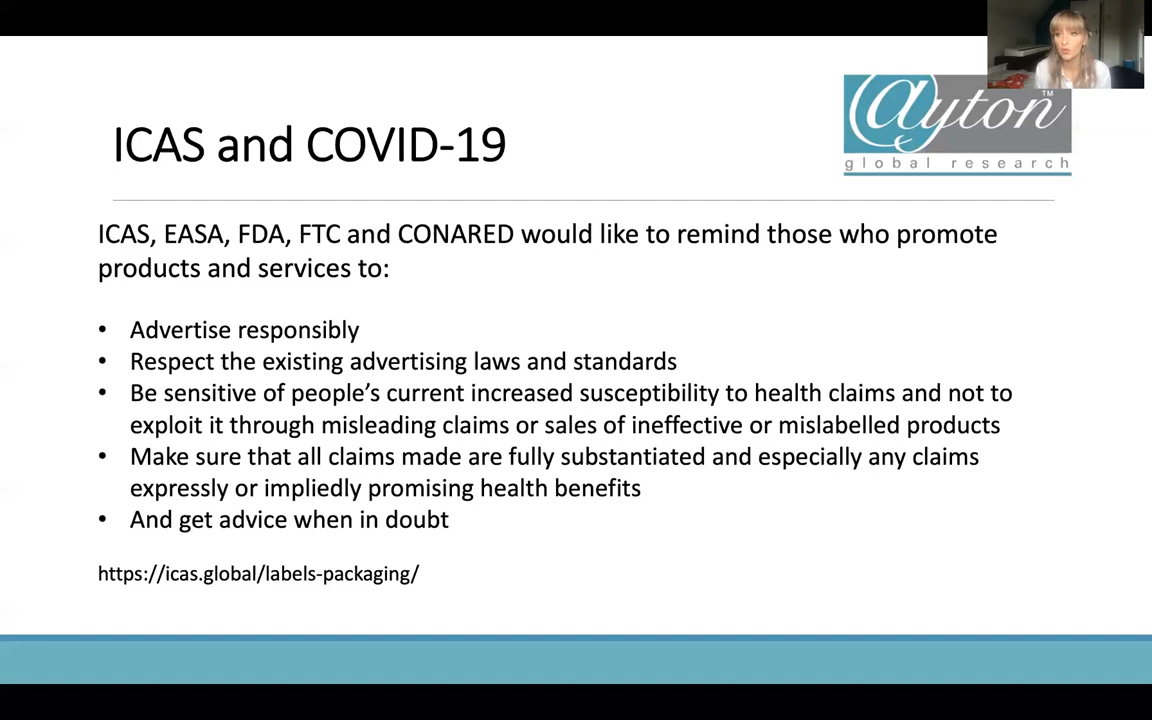 ICAS and COVID-19
@yton™
global research
ICAS, EASA, FDA, FTC and CONARED would like to remind those who promote
products and services to:
• Advertise responsibly
• Respect the existing advertising laws and standards
• Be sensitive of people's current increased susceptibility to health claims and not to
exploit it through misleading claims or sales of ineffective or mislabelled products
• Make sure that all claims made are fully substantiated and especially any claims
expressly or impliedly promising health benefits
• And get advice when in doubt
https://icas.global/labels-packaging/